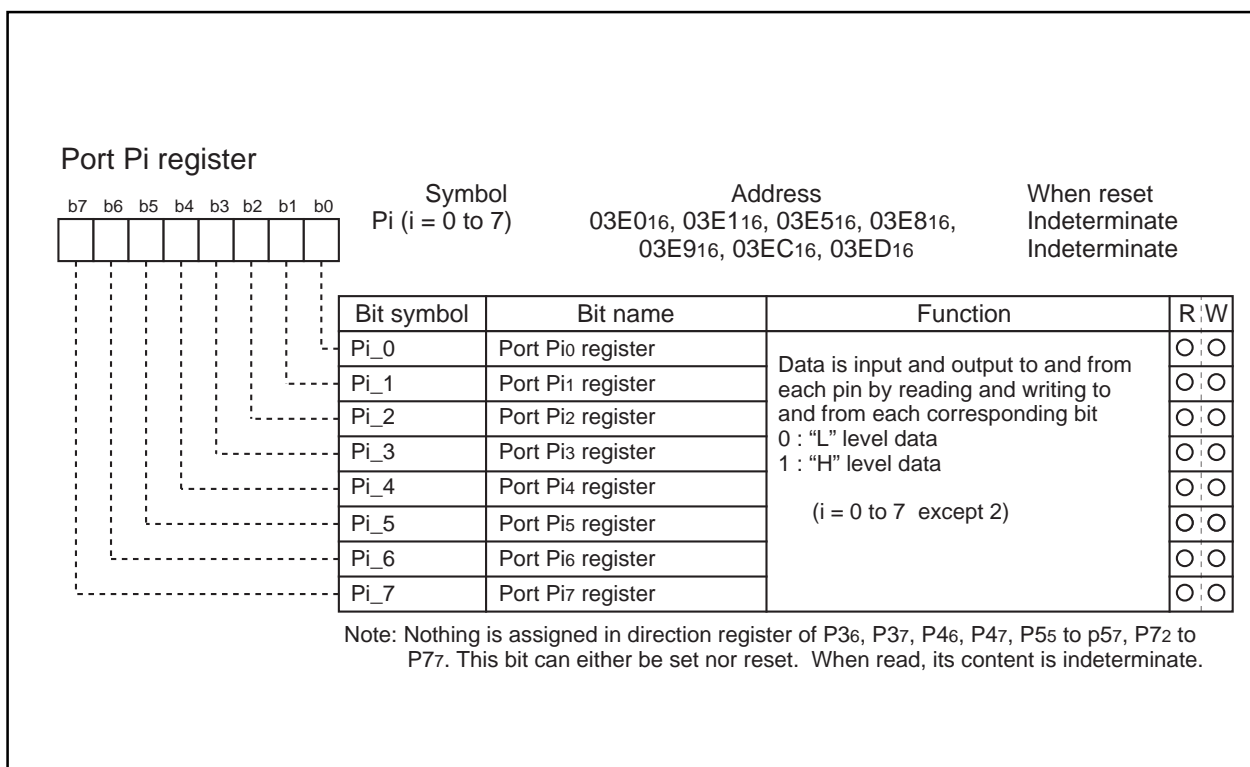 Port Pi register
b7 b6 b5 b4 b3 b2 b1 b0
Symbol Address When reset
Pi (i = 0 to 7) 03E016, 03E116, 03E516, 03E816, Indeterminate
03E916, 03EC16, 03ED16 Indeterminate
Bit symbol Bit name Function R W
Pi_0 Port Pi0 register
Pi_1 Port Pi1 register
Pi_2 Port Pi2 register
Pi_3 Port Pi3 register
Pi_4 Port Pi4 register
Pi_5 Port Pi5 register
Pi_6 Port Pi6 register
Pi_7 Port Pi7 register
Data is input and output to and from
each pin by reading and writing to
and from each corresponding bit
0 : “L” level data
1 : “H” level data
(i = 0 to 7 except 2)
Note: Nothing is assigned in direction register of P36, P37, P46, P47, P55 to p57, P72 to
P77. This bit can either be set nor reset. When read, its content is indeterminate.